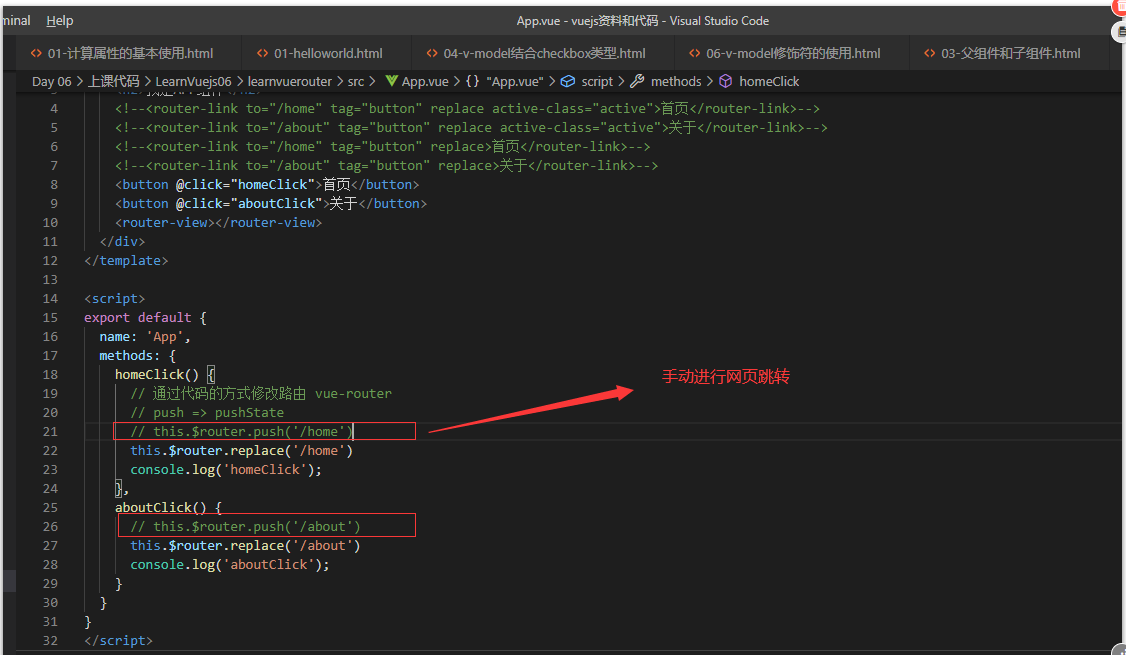 minal Help App.vue - vuejs资料和代码 - Visual Studio Code
01-计算属性的基本使用.html 01-helloworld.html 04-v-model结合checkbox类型.html 06-v-model修饰符的使用.html 03-父组件和子组件.html
Day 06 > 上课代码 > LearnVuejs06 > learnvuerouter > src > App.vue > {} "App.vue" > script > methods > homeClick
4 <!--<router-link to="/home" tag="button" replace active-class="active">首页</router-link>-->
5 <!--<router-link to="/about" tag="button" replace active-class="active">关于</router-link>-->
6 <!--<router-link to="/home" tag="button" replace>首页</router-link>-->
7 <!--<router-link to="/about" tag="button" replace>关于</router-link>-->
8 <button @click="homeClick">首页</button>
9 <button @click="aboutClick">关于</button>
10 <router-view></router-view>
11 </div>
12 </template>
13
14 <script>
15 export default {
16 name: 'App',
17 methods: {
18 homeClick() {
19 // 通过代码的方式修改路由 vue-router
20 // push => pushState
21 // this.$router.push('/home')
22 this.$router.replace('/home')
23 console.log('homeClick');
24 },
25 aboutClick() {
26 // this.$router.push('/about')
27 this.$router.replace('/about')
28 console.log('aboutClick');
29 }
30 }
31 }
32 </script>
手动进行网页跳转